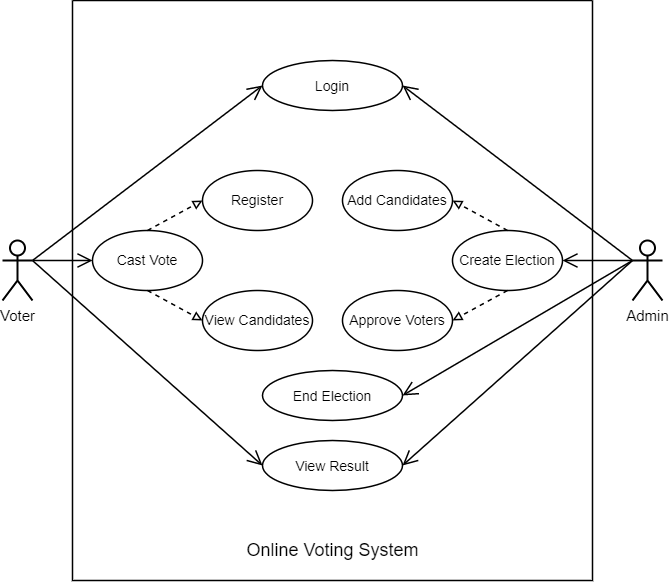 Login
Register
Add Candidates
Cast Vote
Create Election
Voter
Admin
View Candidates
Approve Voters
End Election
View Result
Online Voting System